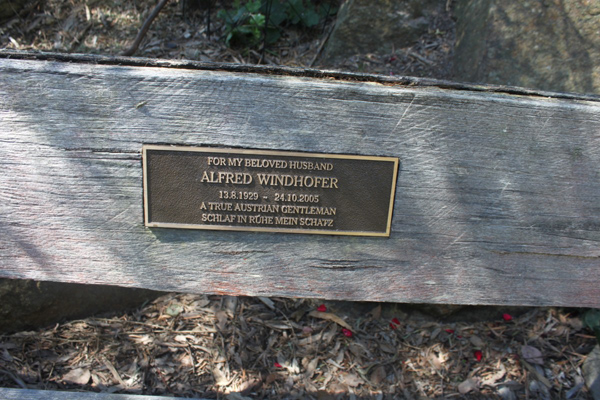 FOR MY BELOVED HUSBAND
ALFRED WINDHOFER
13.8.1929 - 24.10.2005
A TRUE AUSTRIAN GENTLEMAN
SCHLAF IN RUHE MEIN SCHATZ